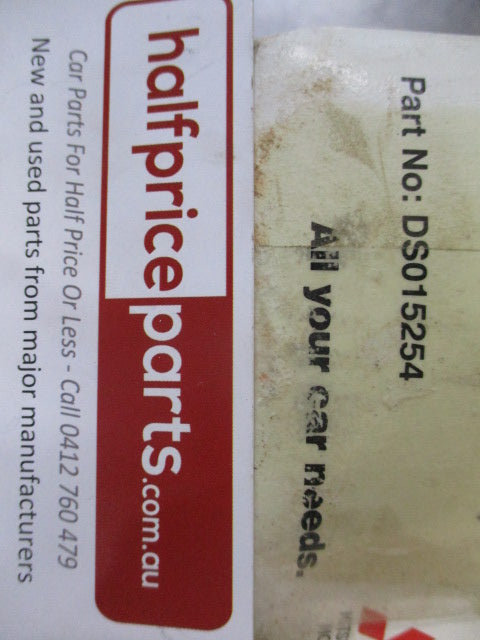 Part No: DS015254
All your car needs.
halfpriceparts.com.au
Car Parts For Half Price Or Less - Call 0412 760 479
New and used parts from major manufacturers